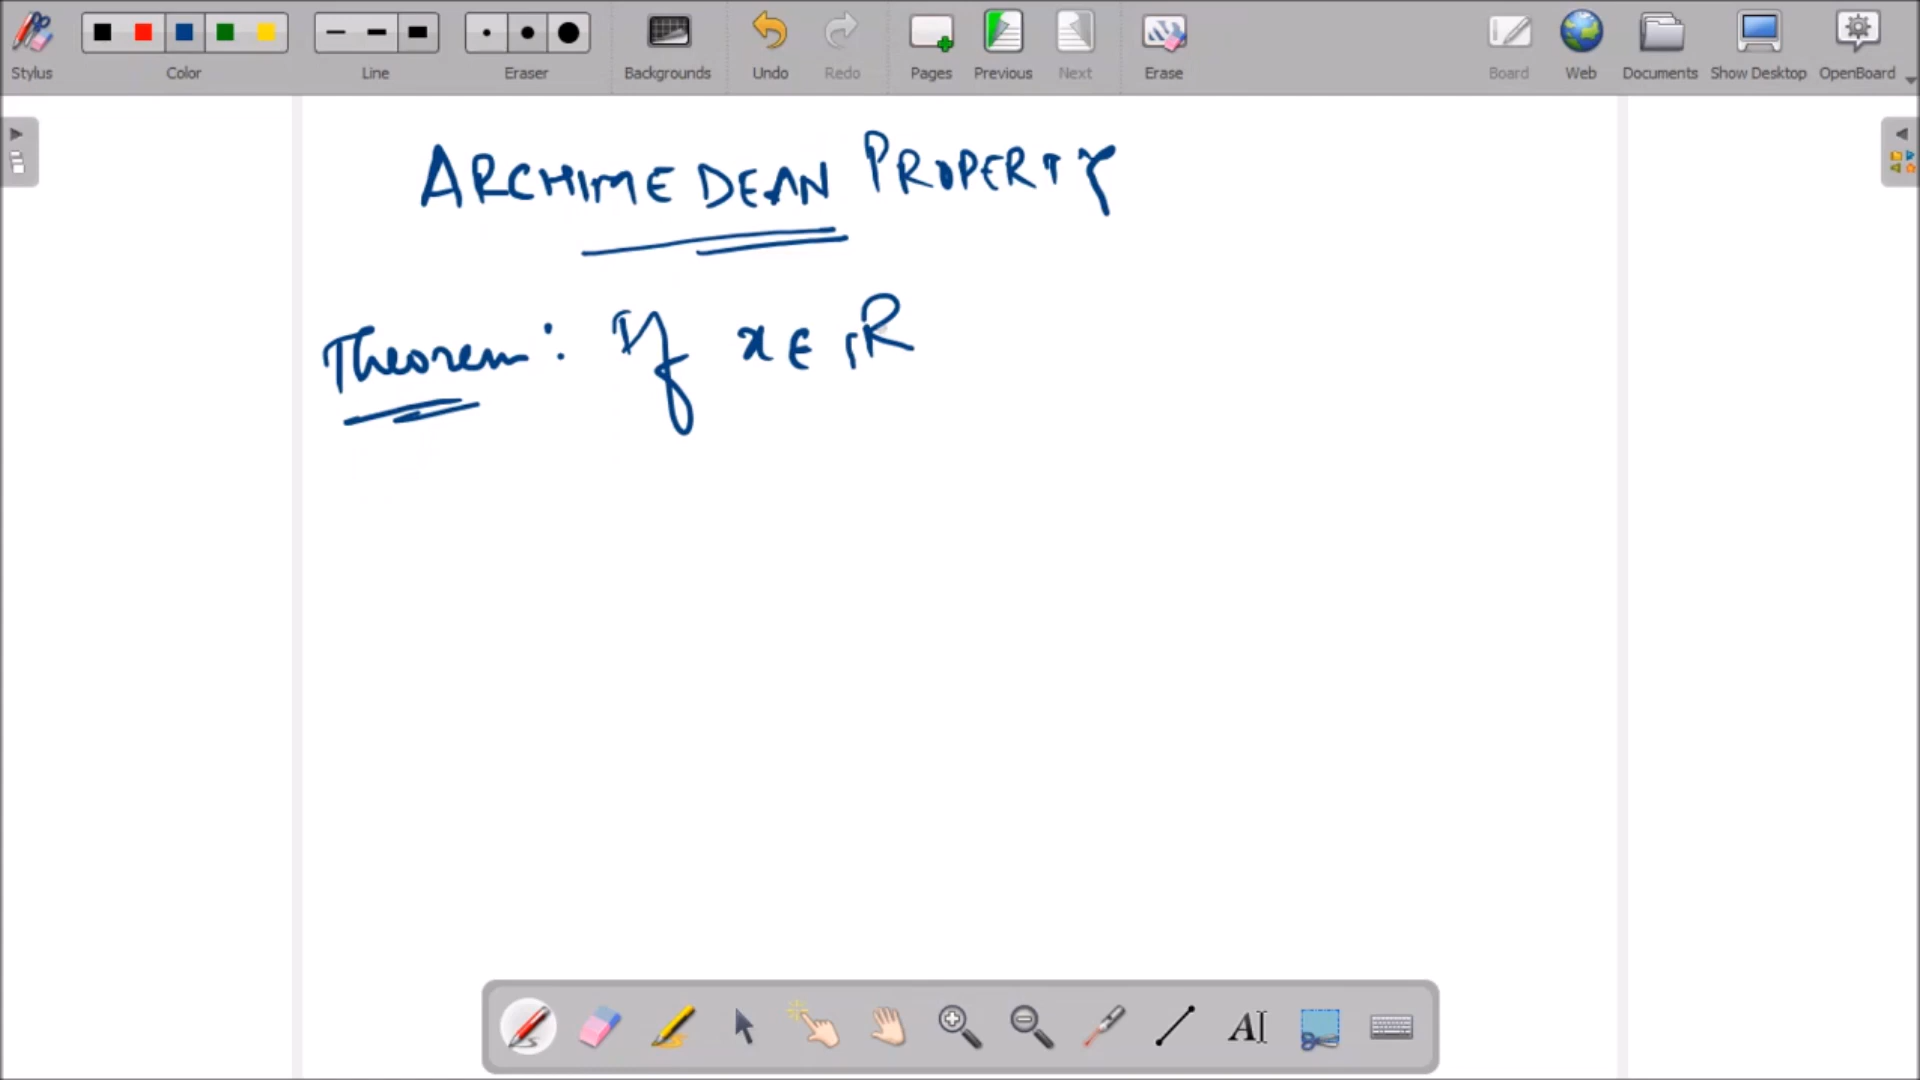 Stylus Color Line Eraser Backgrounds Undo Redo Pages Previous Next Erase Board Web Documents Show Desktop OpenBoard
ARCHIMEDEAN PROPERTY
Theorem: If x ∈ ℝ